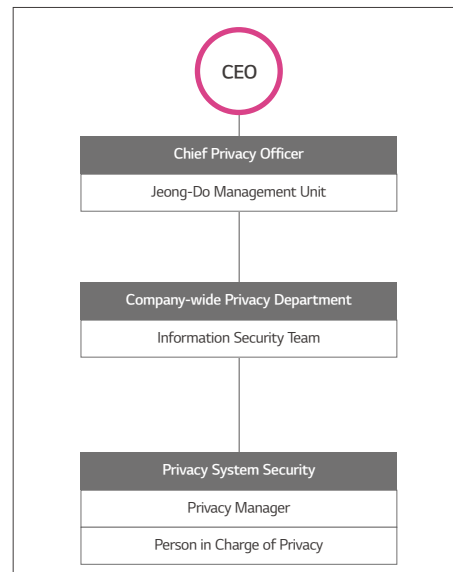 CEO
Chief Privacy Officer
Jeong-Do Management Unit
Company-wide Privacy Department
Information Security Team
Privacy System Security
Privacy Manager
Person in Charge of Privacy